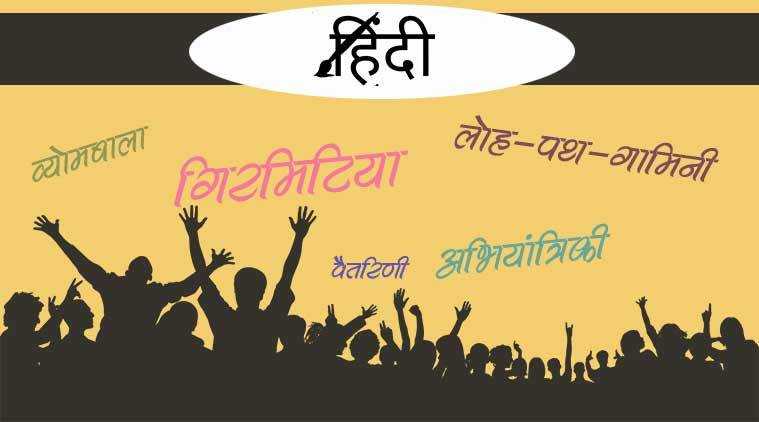 हिंदी
व्योमबाला
गिरमिटिया
लोह-पथ-गामिनी
वैतरिणी
अभियांत्रिकी